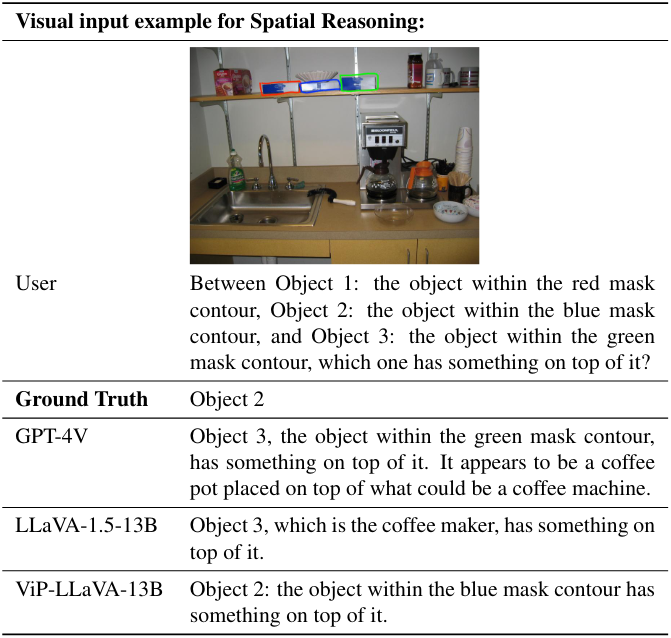 Visual input example for Spatial Reasoning:
User
Between Object 1: the object within the red mask
contour, Object 2: the object within the blue mask
contour, and Object 3: the object within the green
mask contour, which one has something on top of it?
Ground Truth
Object 2
GPT-4V
Object 3, the object within the green mask contour,
has something on top of it. It appears to be a coffee
pot placed on top of what could be a coffee machine.
LLaVA-1.5-13B
Object 3, which is the coffee maker, has something on
top of it.
ViP-LLaVA-13B
Object 2: the object within the blue mask contour has
something on top of it.